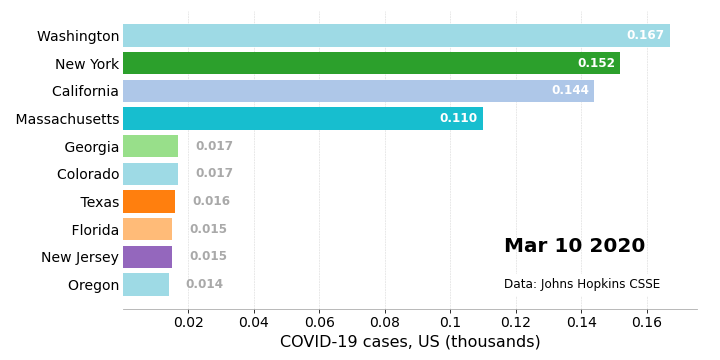 Washington 0.167
New York 0.152
California 0.144
Massachusetts 0.110
Georgia 0.017
Colorado 0.017
Texas 0.016
Florida 0.015
New Jersey 0.015
Oregon 0.014
Mar 10 2020
Data: Johns Hopkins CSSE
0.02 0.04 0.06 0.08 0.1 0.12 0.14 0.16
COVID-19 cases, US (thousands)